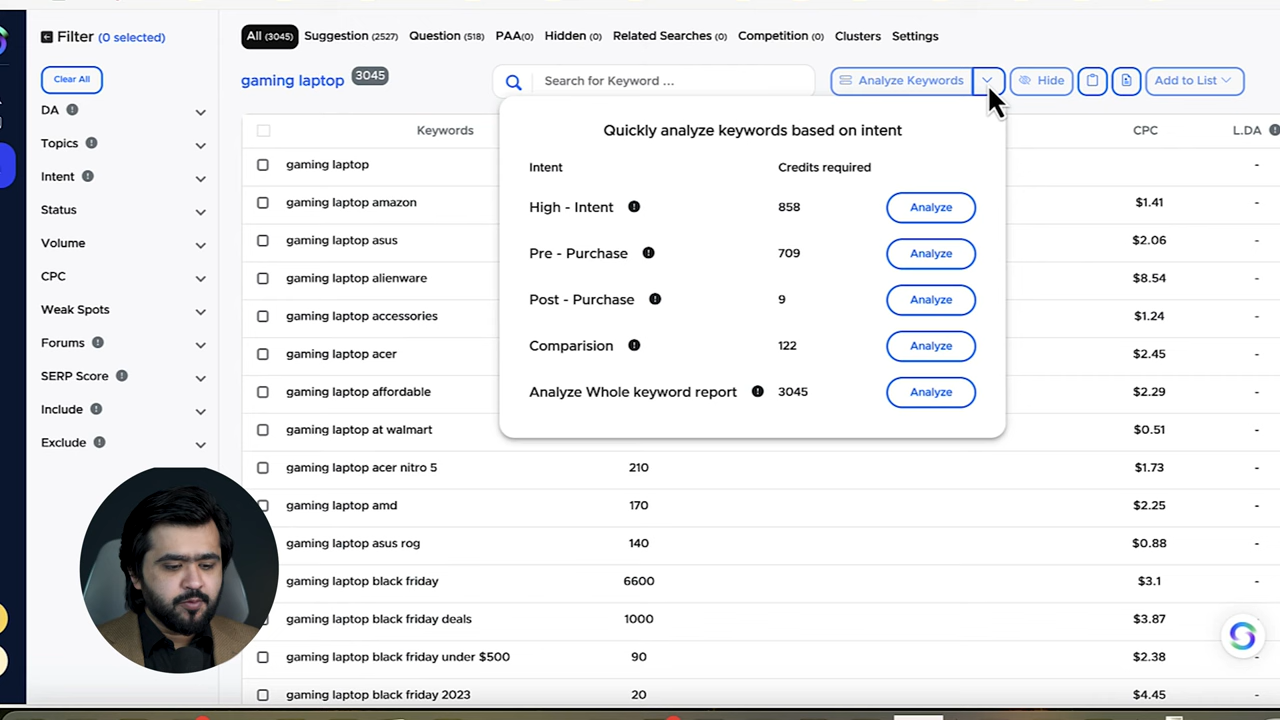 Filter (0 selected)
All (3045) Suggestion (2527) Question (518) PAA(0) Hidden (0) Related Searches (0) Competition (0) Clusters Settings
Clear All
gaming laptop 3045 Search for Keyword ... Analyze Keywords Hide Add to List
DA
Topics
Intent
Status
Volume
CPC
Weak Spots
Forums
SERP Score
Include
Exclude
Keywords CPC L.DA
gaming laptop -
gaming laptop amazon $1.41 -
gaming laptop asus $2.06 -
gaming laptop alienware $8.54 -
gaming laptop accessories $1.24 -
gaming laptop acer $2.45 -
gaming laptop affordable $2.29 -
gaming laptop at walmart $0.51 -
gaming laptop acer nitro 5 210 $1.73 -
gaming laptop amd 170 $2.25 -
gaming laptop asus rog 140 $0.88 -
gaming laptop black friday 6600 $3.1 -
gaming laptop black friday deals 1000 $3.87 -
gaming laptop black friday under $500 90 $2.38 -
gaming laptop black friday 2023 20 $4.45 -
Quickly analyze keywords based on intent
Intent Credits required
High - Intent 858 Analyze
Pre - Purchase 709 Analyze
Post - Purchase 9 Analyze
Comparision 122 Analyze
Analyze Whole keyword report 3045 Analyze